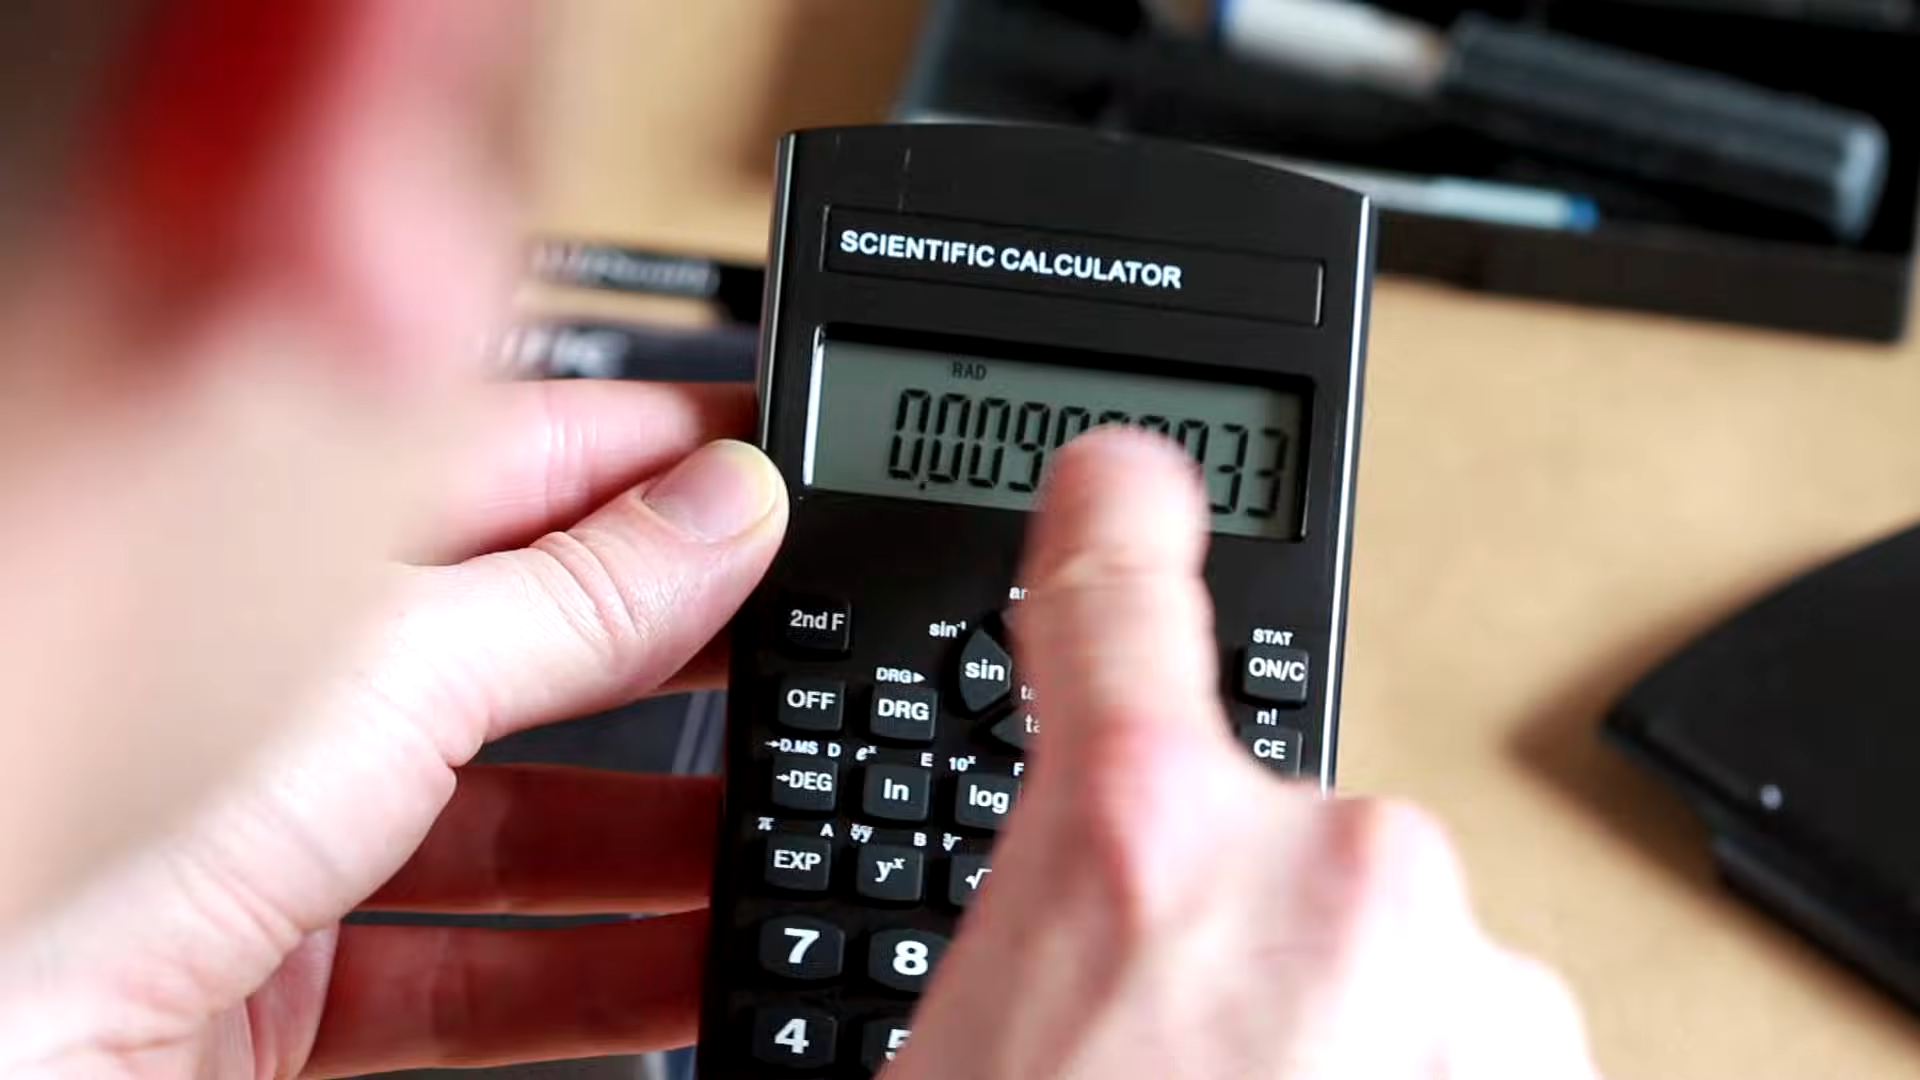 SCIENTIFIC CALCULATOR
RAD
2nd F
sin⁻¹
sin
STAT
ON/C
OFF
DRG▸
DRG
n!
CE
→D.MS D
eˣ E
10ˣ F
→DEG
ln
log
π A
B
EXP
yˣ
√
7
8
4
5